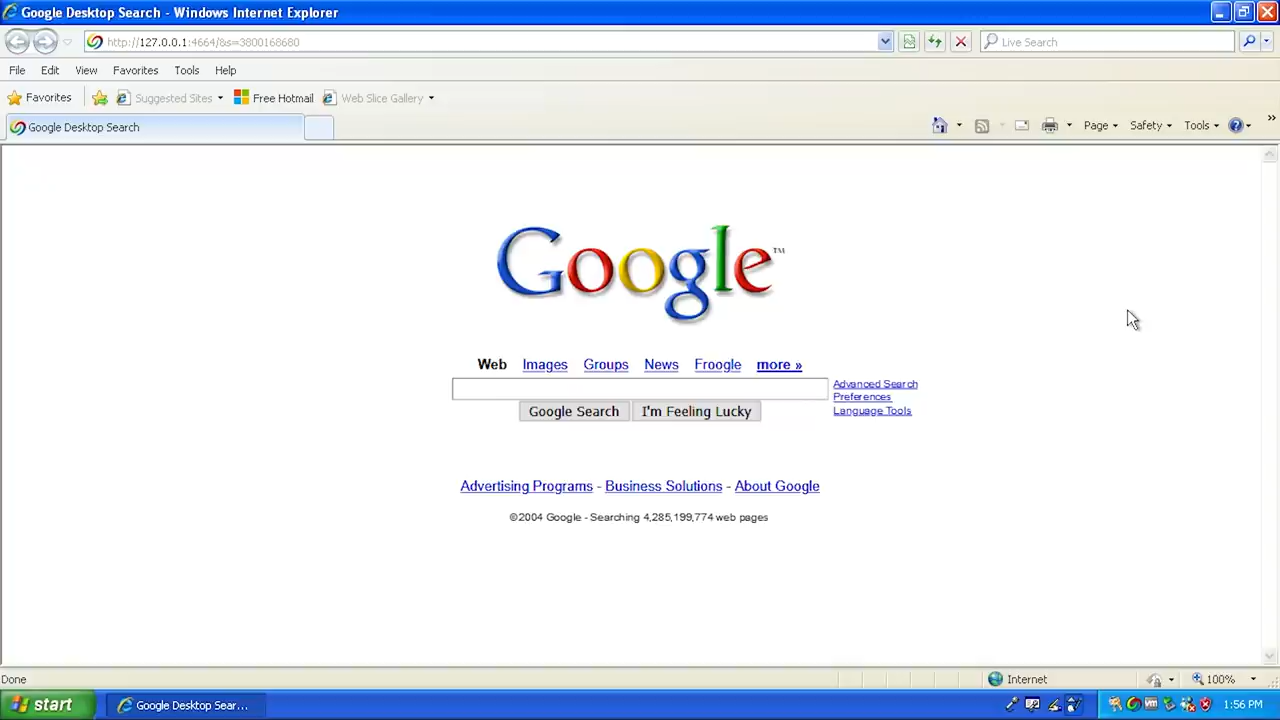 Google Desktop Search - Windows Internet Explorer
http://127.0.0.1:4664/&s=3800168680
Live Search
File Edit View Favorites Tools Help
Favorites Suggested Sites Free Hotmail Web Slice Gallery
Google Desktop Search
Page Safety Tools »
Google™
Web Images Groups News Froogle more »
Advanced Search
Preferences
Language Tools
Google Search I'm Feeling Lucky
Advertising Programs - Business Solutions - About Google
©2004 Google - Searching 4,285,199,774 web pages
Done Internet 100%
start Google Desktop Sear... 1:56 PM